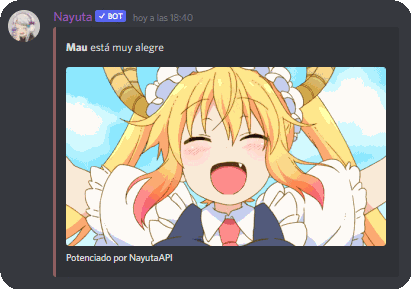 Nayuta ✓ BOT hoy a las 18:40
Mau está muy alegre
Potenciado por NayutaAPI